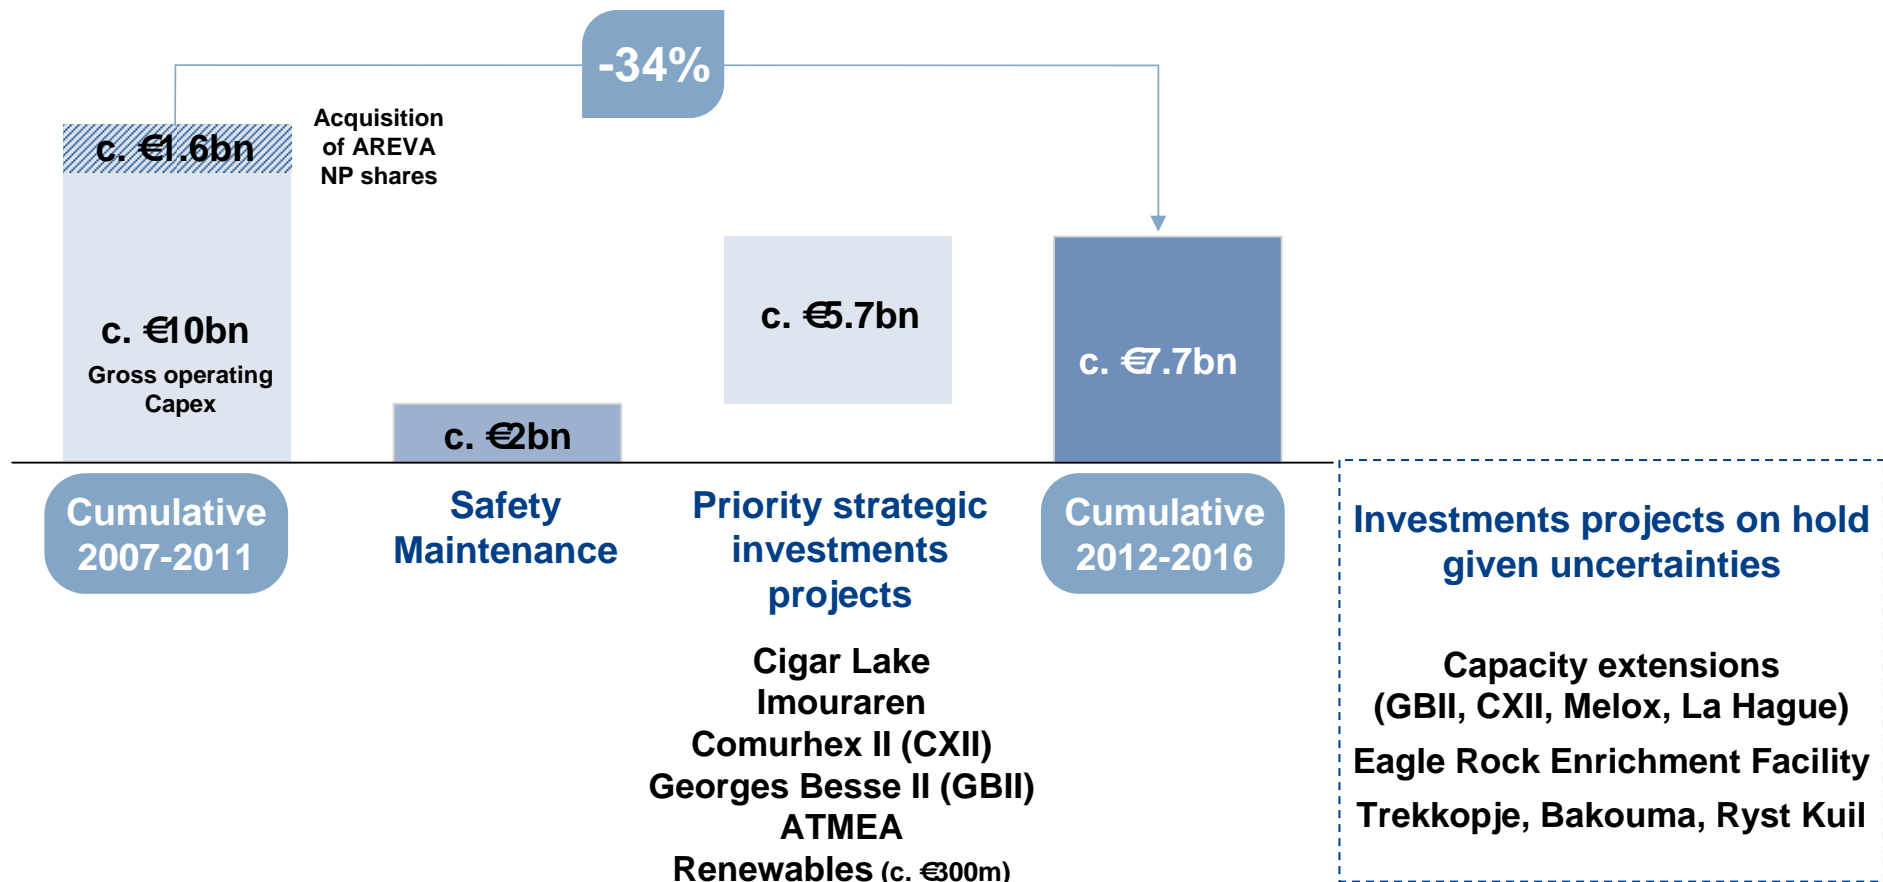 -34%
c. €1.6bn
Acquisition
of AREVA
NP shares
c. €10bn
Gross operating
Capex
c. €2bn
c. €5.7bn
c. €7.7bn
Cumulative
2007-2011
Safety
Maintenance
Priority strategic
investments
projects
Cumulative
2012-2016
Cigar Lake
Imouraren
Comurhex II (CXII)
Georges Besse II (GBII)
ATMEA
Renewables (c. €300m)
Investments projects on hold
given uncertainties
Capacity extensions
(GBII, CXII, Melox, La Hague)
Eagle Rock Enrichment Facility
Trekkopje, Bakouma, Ryst Kuil